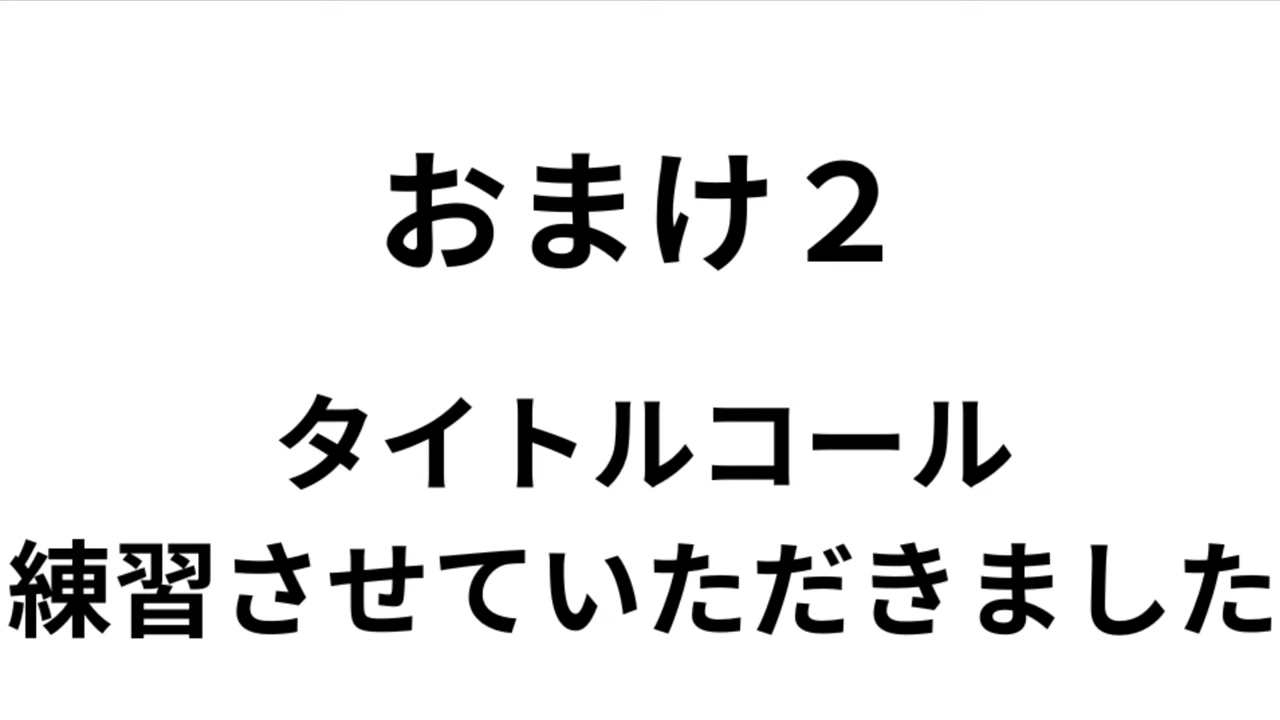 おまけ２
タイトルコール
練習させていただきました